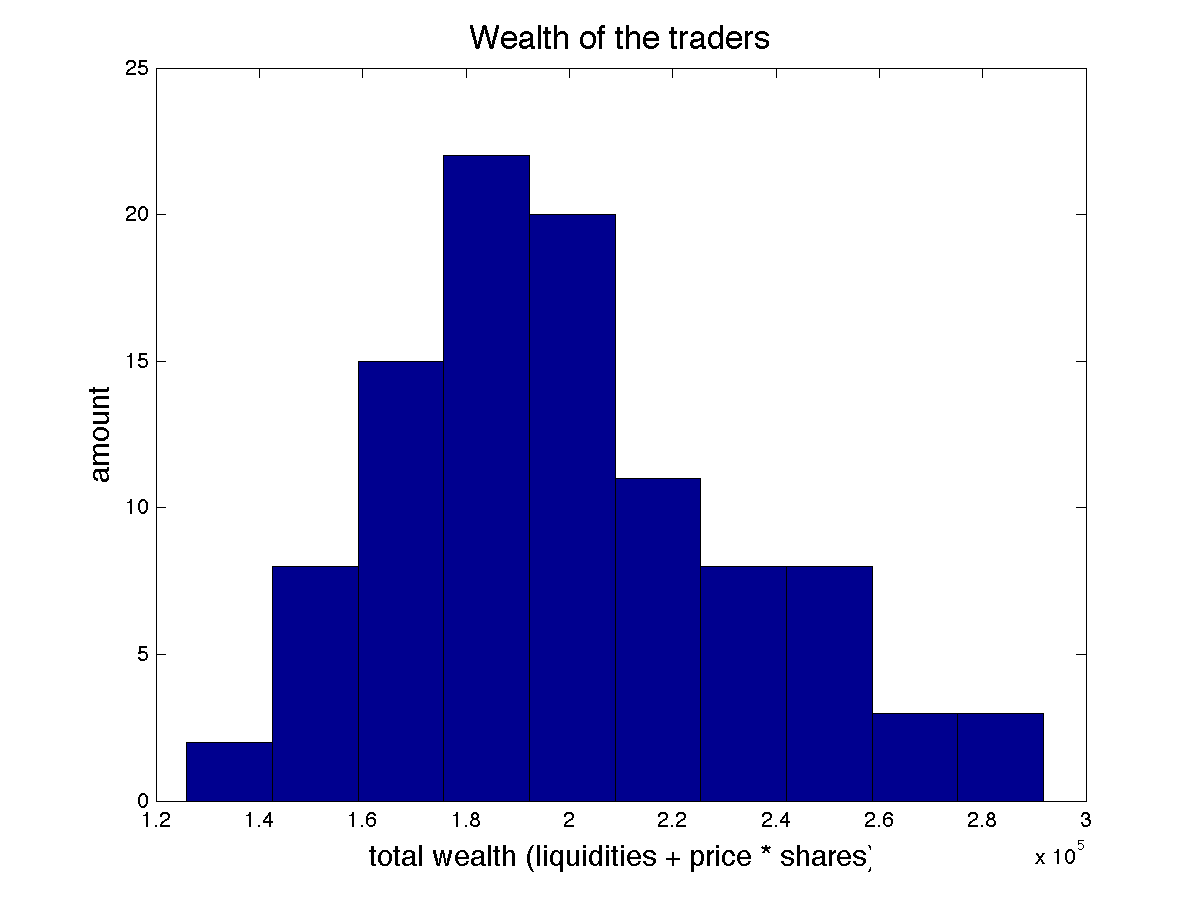 Wealth of the traders
25
20
15
10
5
0
amount
1.2 1.4 1.6 1.8 2 2.2 2.4 2.6 2.8 3
x 10^5
total wealth (liquidities + price * shares)